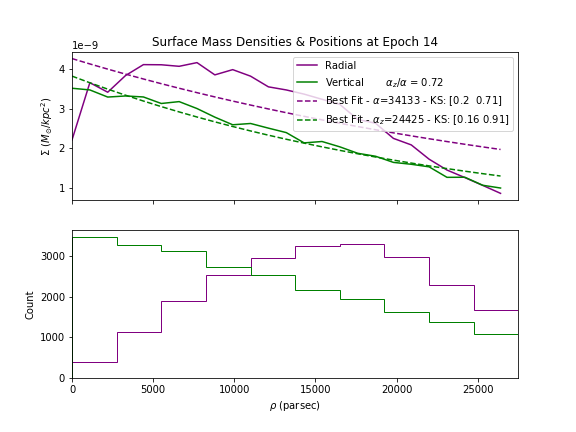 Surface Mass Densities & Positions at Epoch 14
1e−9
4
3
2
1
Σ (M⊙/kpc²)
Radial
Vertical α_z/α = 0.72
Best Fit - α=34133 - KS: [0.2 0.71]
Best Fit - α_z=24425 - KS: [0.16 0.91]
3000
2000
1000
0
Count
0 5000 10000 15000 20000 25000
ρ (parsec)